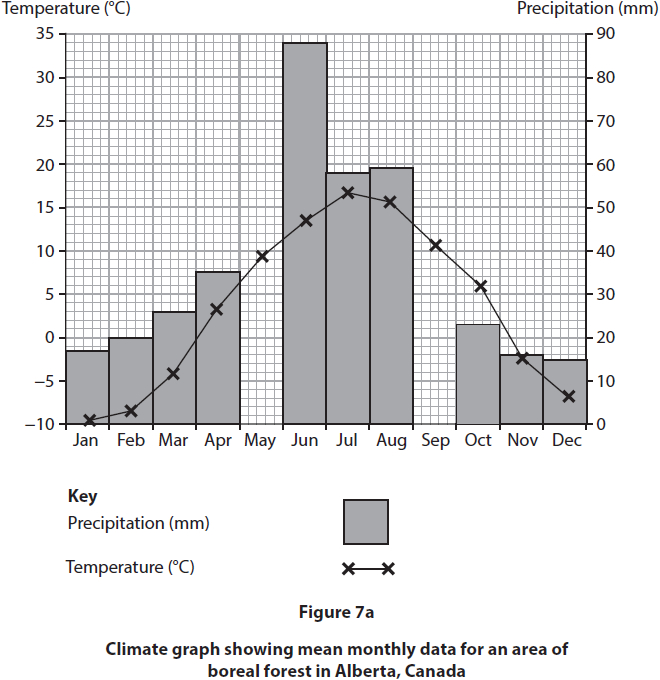 Temperature (°C) Precipitation (mm)
35 90
30 80
25 70
20 60
15 50
10 40
5 30
0 20
−5 10
−10 0
Jan Feb Mar Apr May Jun Jul Aug Sep Oct Nov Dec
Key
Precipitation (mm)
Temperature (°C)
Figure 7a
Climate graph showing mean monthly data for an area of
boreal forest in Alberta, Canada